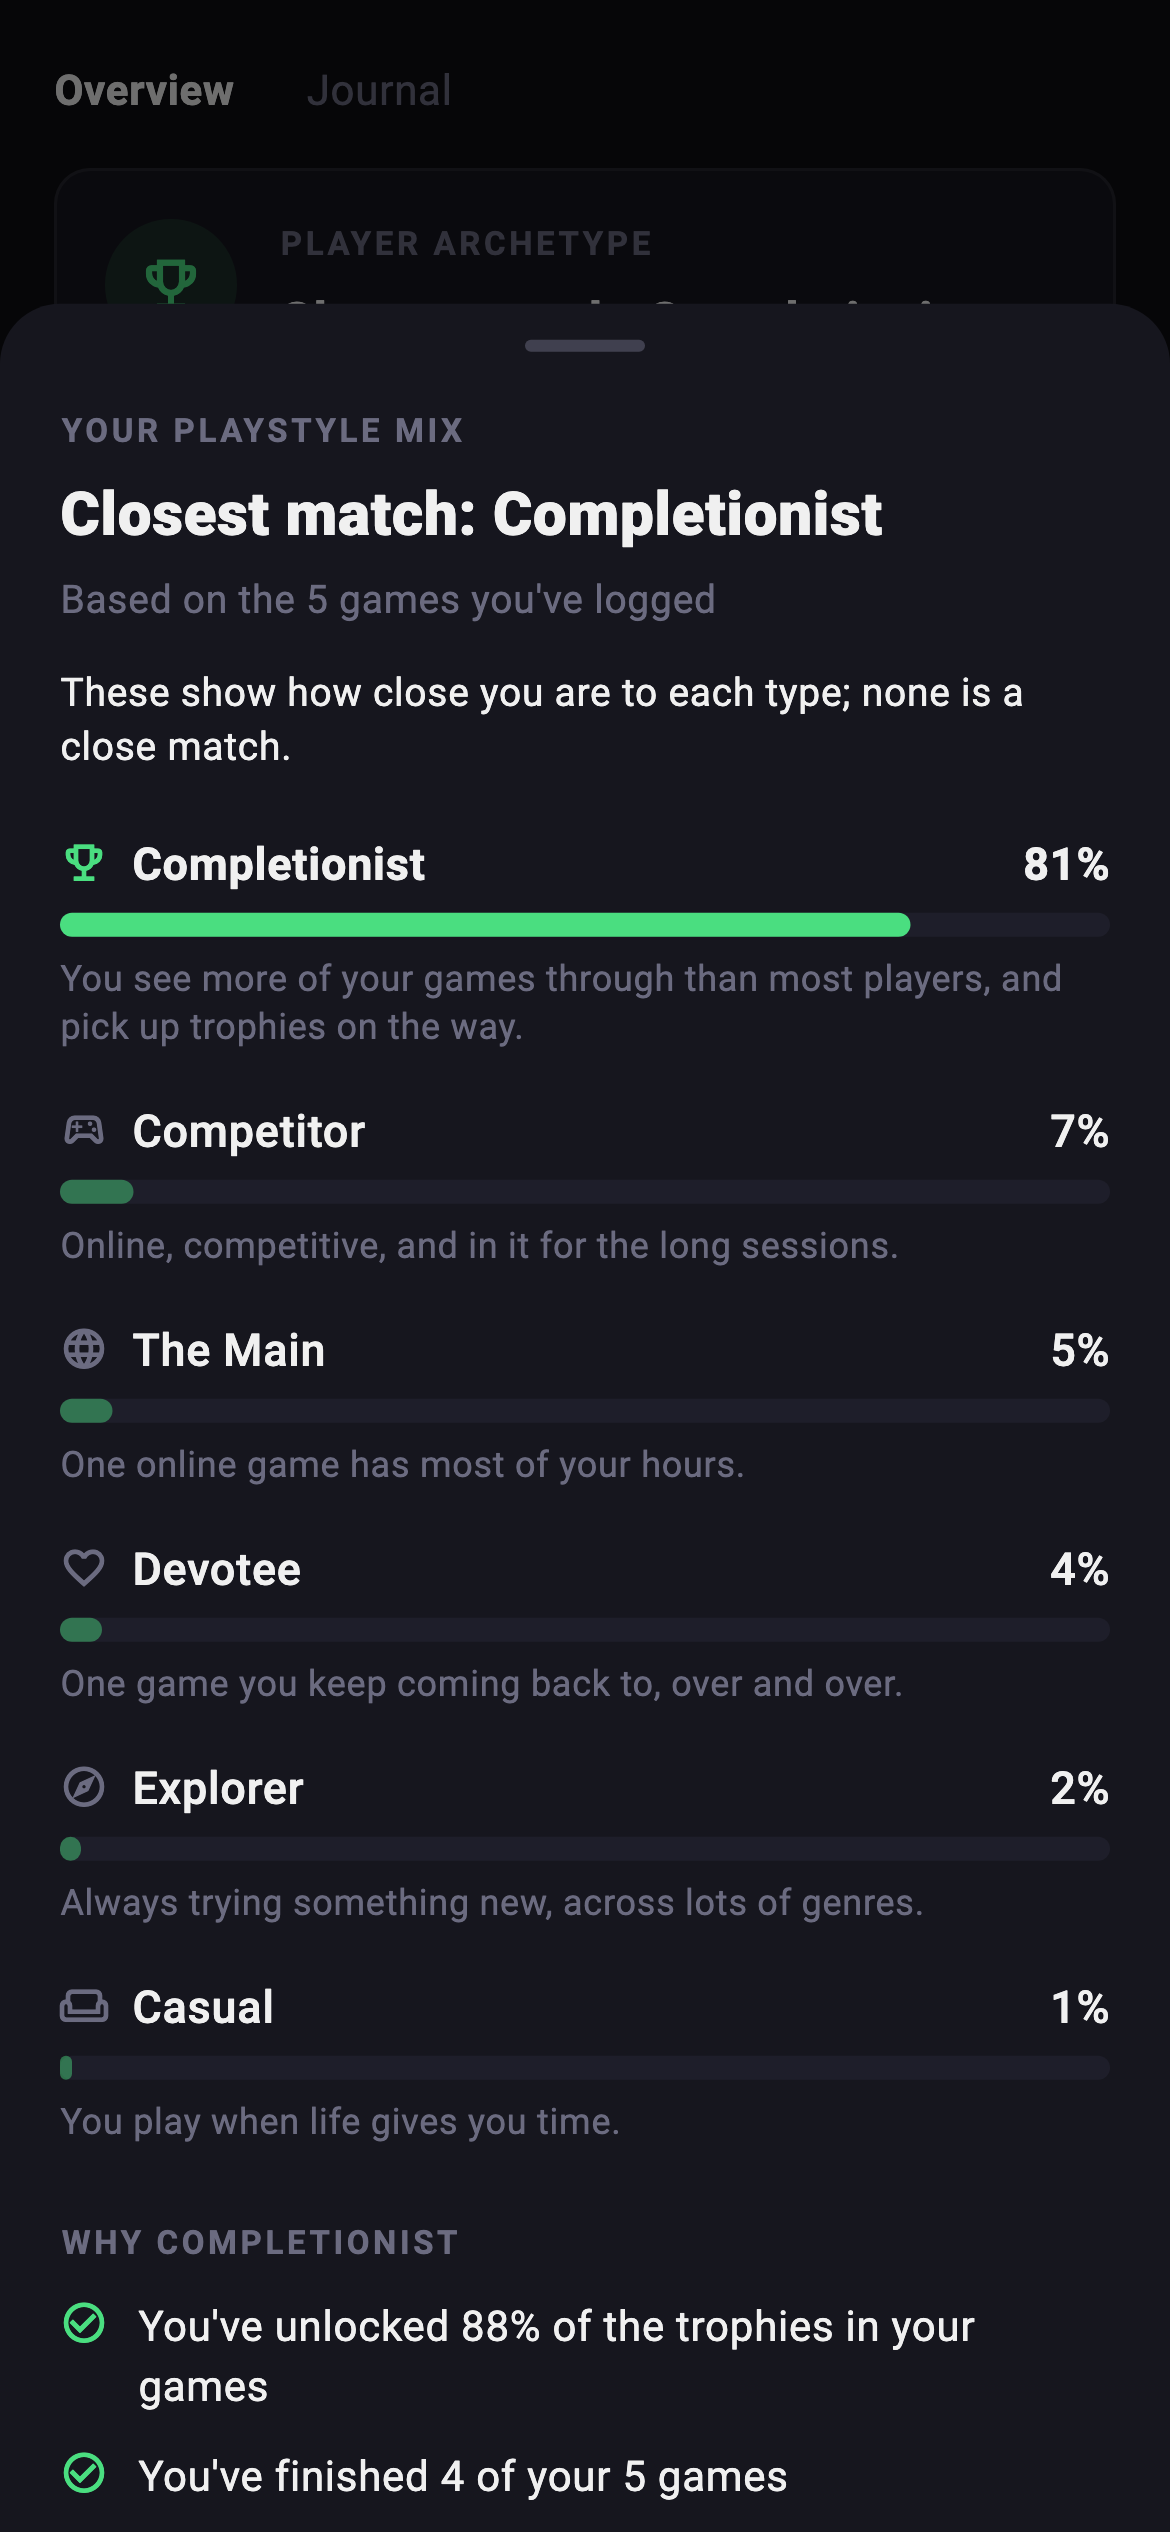 Overview
Journal
PLAYER ARCHETYPE
YOUR PLAYSTYLE MIX
Closest match: Completionist
Based on the 5 games you've logged
These show how close you are to each type; none is a
close match.
Completionist 81%
You see more of your games through than most players, and
pick up trophies on the way.
Competitor 7%
Online, competitive, and in it for the long sessions.
The Main 5%
One online game has most of your hours.
Devotee 4%
One game you keep coming back to, over and over.
Explorer 2%
Always trying something new, across lots of genres.
Casual 1%
You play when life gives you time.
WHY COMPLETIONIST
You've unlocked 88% of the trophies in your
games
You've finished 4 of your 5 games